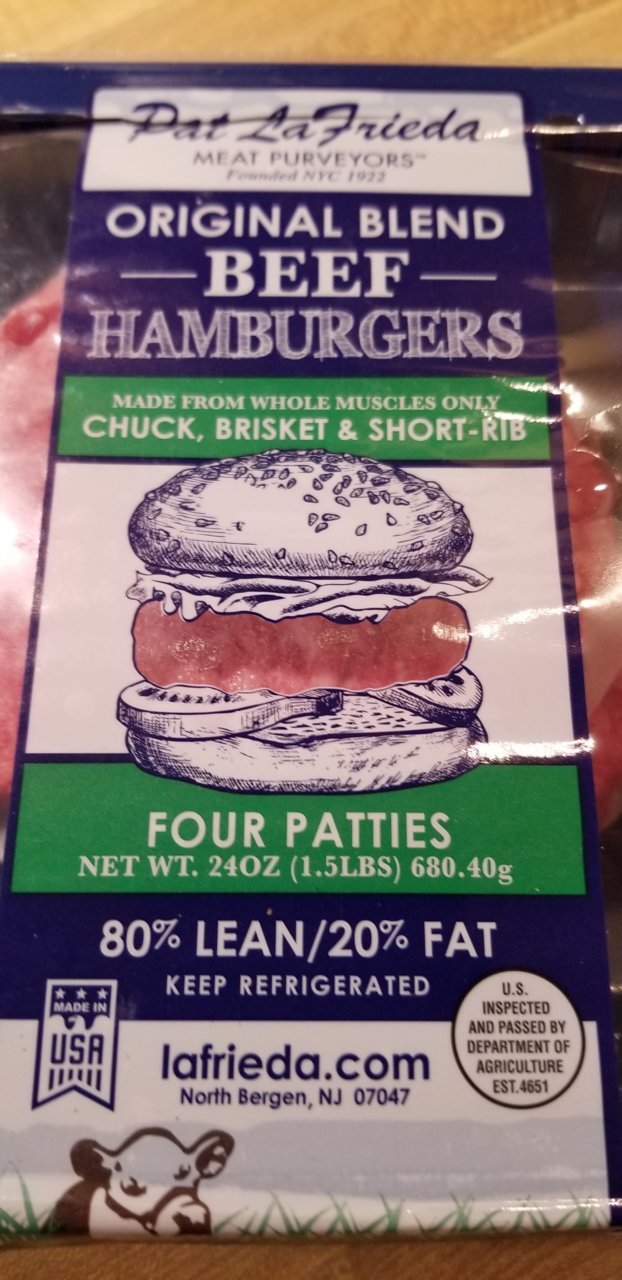 Pat LaFrieda
MEAT PURVEYORS™
Founded NYC 1922
ORIGINAL BLEND
BEEF
HAMBURGERS
MADE FROM WHOLE MUSCLES ONLY
CHUCK, BRISKET & SHORT-RIB
FOUR PATTIES
NET WT. 24OZ (1.5LBS) 680.40g
80% LEAN/20% FAT
KEEP REFRIGERATED
MADE IN
USA
lafrieda.com
North Bergen, NJ 07047
U.S.
INSPECTED
AND PASSED BY
DEPARTMENT OF
AGRICULTURE
EST.4651